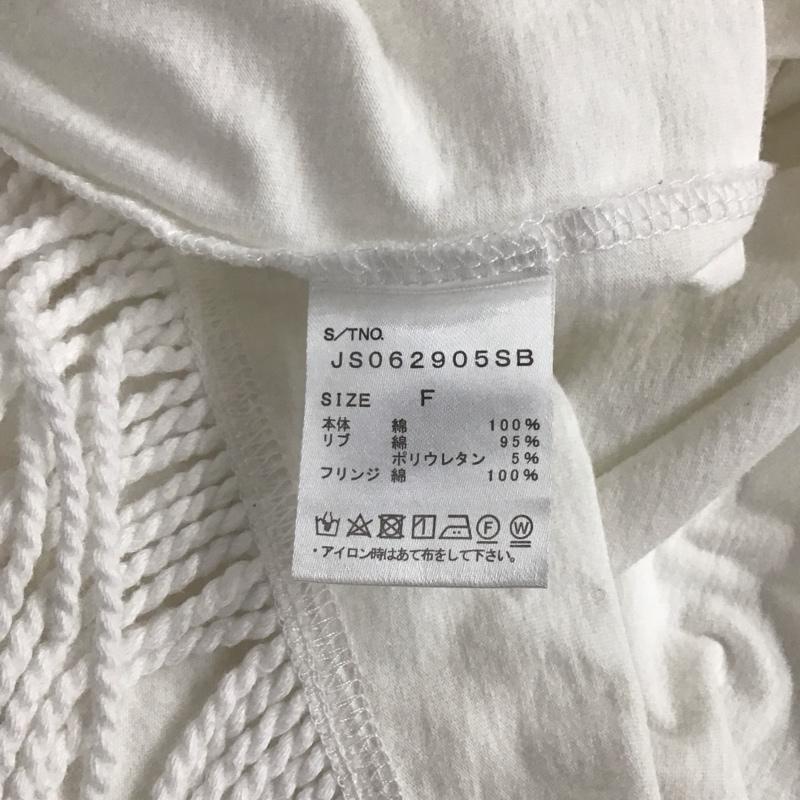 S/TNO.
JS062905SB
SIZE F
本体 綿 100%
リブ 綿 95%
ポリウレタン 5%
フリンジ 綿 100%
F W
・アイロン時はあて布をして下さい。